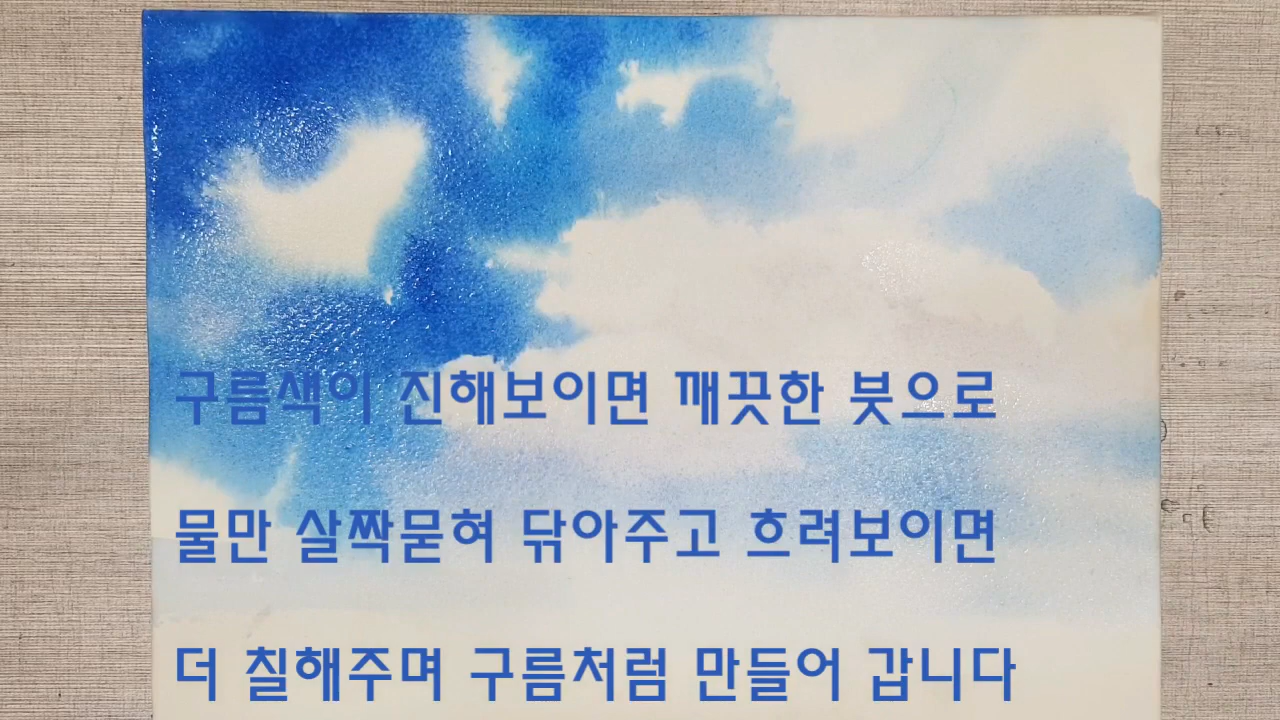 구름색이 진해보이면 깨끗한 붓으로
물만 살짝묻혀 닦아주고 흐려보이면
더 칠해주며 구름처럼 만들어 갑니다